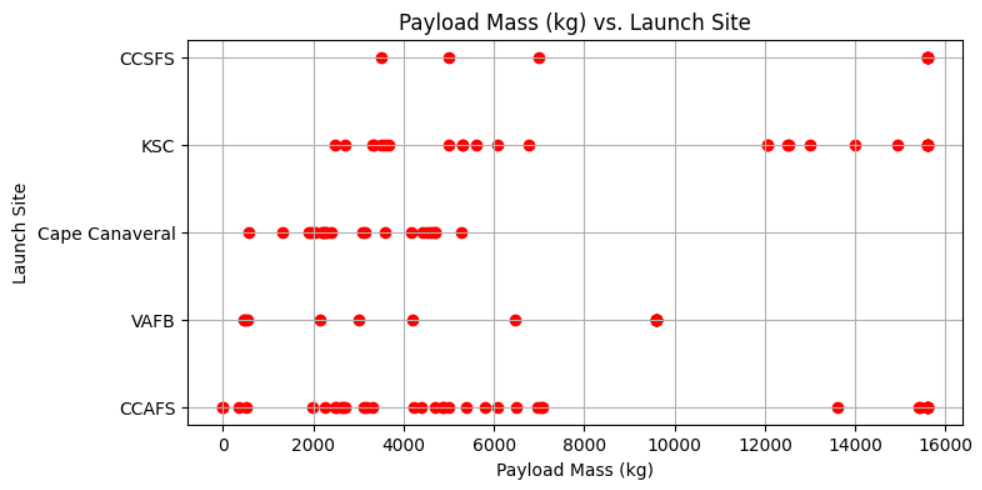 Payload Mass (kg) vs. Launch Site
CCSFS
KSC
Cape Canaveral
VAFB
CCAFS
Launch Site
0 2000 4000 6000 8000 10000 12000 14000 16000
Payload Mass (kg)